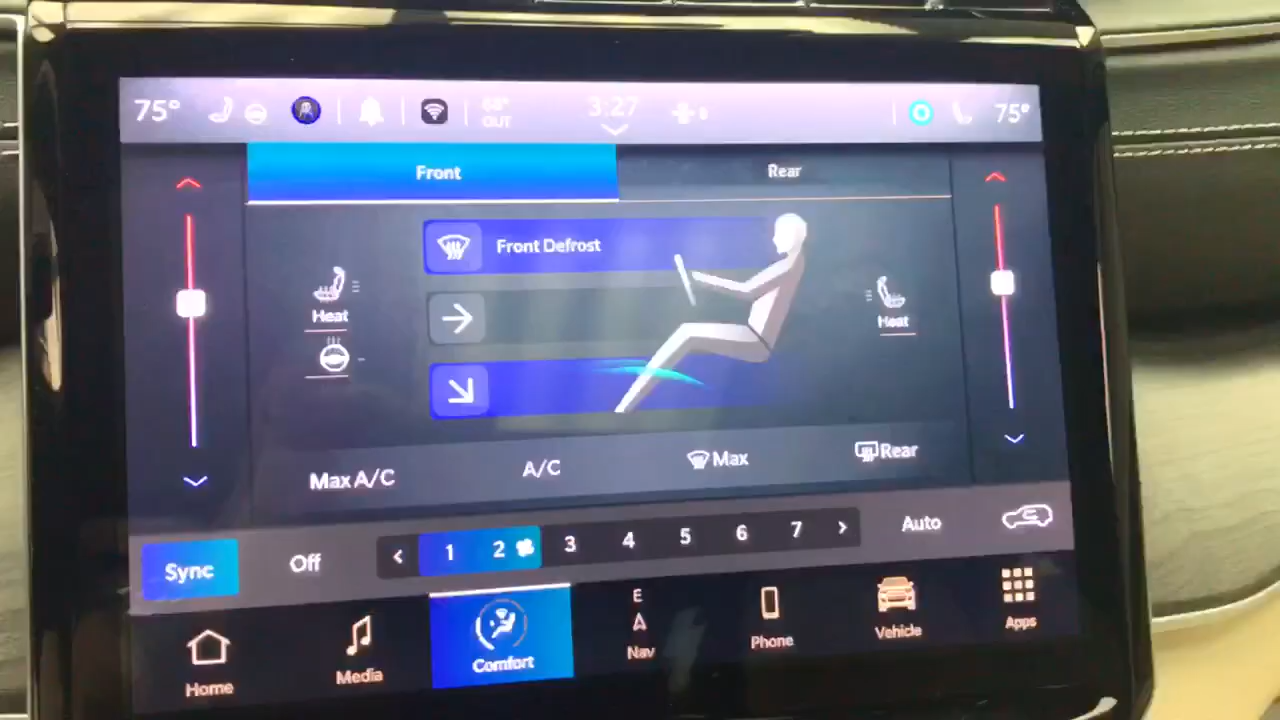 75° 68° OUT 3:27 75°
Front Rear
Front Defrost
Heat Heat
Max A/C A/C Max Rear
Sync Off 1 2 3 4 5 6 7 Auto
E
Home Media Comfort Nav Phone Vehicle Apps